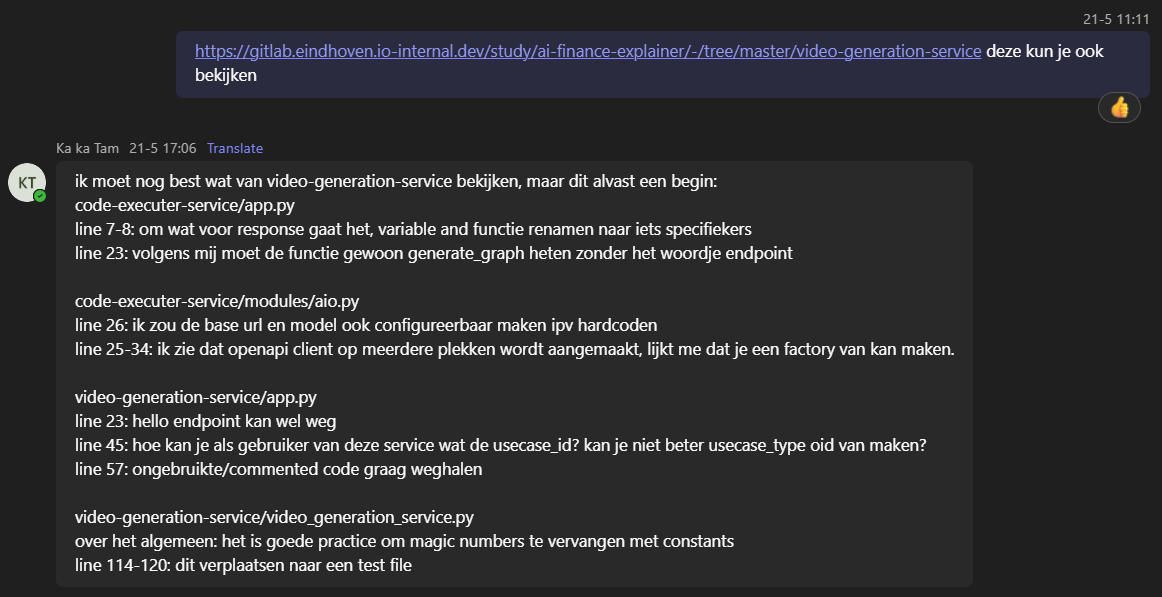 21-5 11:11
https://gitlab.eindhoven.io-internal.dev/study/ai-finance-explainer/-/tree/master/video-generation-service deze kun je ook
bekijken
Ka ka Tam 21-5 17:06 Translate
KT
ik moet nog best wat van video-generation-service bekijken, maar dit alvast een begin:
code-executer-service/app.py
line 7-8: om wat voor response gaat het, variable and functie renamen naar iets specifiekers
line 23: volgens mij moet de functie gewoon generate_graph heten zonder het woordje endpoint
code-executer-service/modules/aio.py
line 26: ik zou de base url en model ook configureerbaar maken ipv hardcoden
line 25-34: ik zie dat openapi client op meerdere plekken wordt aangemaakt, lijkt me dat je een factory van kan maken.
video-generation-service/app.py
line 23: hello endpoint kan wel weg
line 45: hoe kan je als gebruiker van deze service wat de usecase_id? kan je niet beter usecase_type oid van maken?
line 57: ongebruikte/commented code graag weghalen
video-generation-service/video_generation_service.py
over het algemeen: het is goede practice om magic numbers te vervangen met constants
line 114-120: dit verplaatsen naar een test file